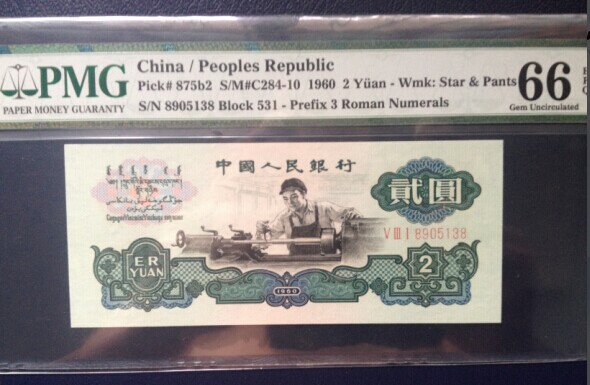 China / Peoples Republic
PMG
PAPER MONEY GUARANTY
Pick# 875b2 S/M#C284-10 1960 2 Yüan - Wmk: Star & Pants
S/N 8905138 Block 531 - Prefix 3 Roman Numerals
66
Gem Uncirculated
中國人民銀行
貳圓
V III I 8905138
ER
YUAN
2
1960